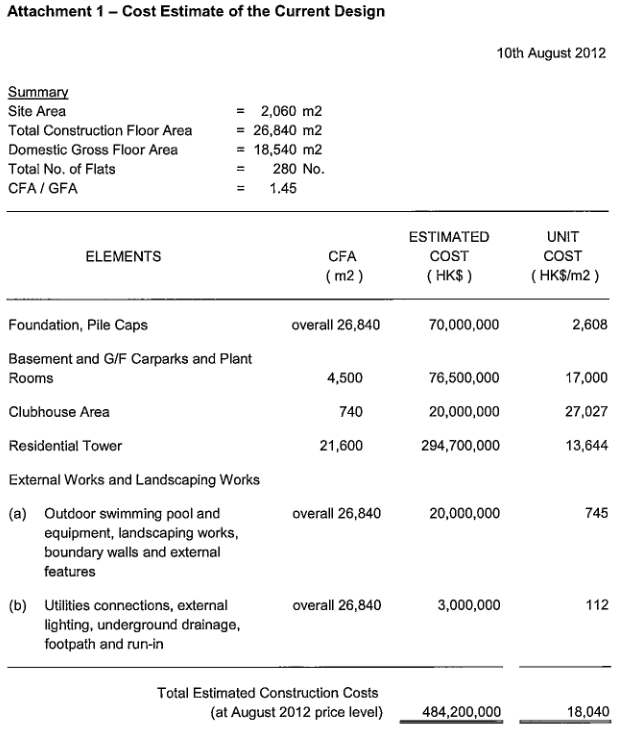 Attachment 1 – Cost Estimate of the Current Design
10th August 2012
Summary
Site Area = 2,060 m2
Total Construction Floor Area = 26,840 m2
Domestic Gross Floor Area = 18,540 m2
Total No. of Flats = 280 No.
CFA / GFA = 1.45
ELEMENTS CFA (m2) ESTIMATED COST (HK$) UNIT COST (HK$/m2)
Foundation, Pile Caps overall 26,840 70,000,000 2,608
Basement and G/F Carparks and Plant
Rooms 4,500 76,500,000 17,000
Clubhouse Area 740 20,000,000 27,027
Residential Tower 21,600 294,700,000 13,644
External Works and Landscaping Works
(a) Outdoor swimming pool and overall 26,840 20,000,000 745
equipment, landscaping works,
boundary walls and external
features
(b) Utilities connections, external overall 26,840 3,000,000 112
lighting, underground drainage,
footpath and run-in
Total Estimated Construction Costs
(at August 2012 price level) 484,200,000 18,040